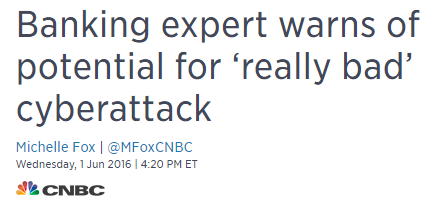 Banking expert warns of
potential for ‘really bad’
cyberattack
Michelle Fox | @MFoxCNBC
Wednesday, 1 Jun 2016 | 4:20 PM ET
CNBC